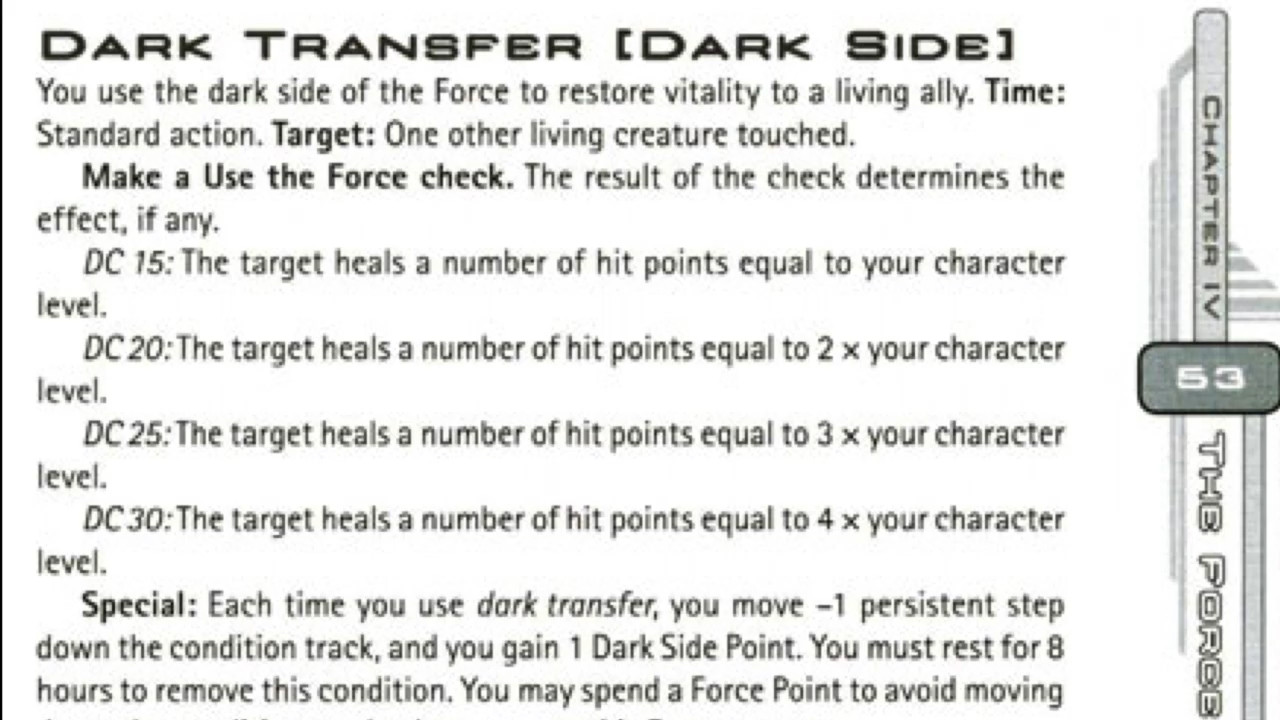 DARK TRANSFER [DARK SIDE]
You use the dark side of the Force to restore vitality to a living ally. Time:
Standard action. Target: One other living creature touched.
Make a Use the Force check. The result of the check determines the
effect, if any.
DC 15: The target heals a number of hit points equal to your character
level.
DC 20: The target heals a number of hit points equal to 2 × your character
level.
DC 25: The target heals a number of hit points equal to 3 × your character
level.
DC 30: The target heals a number of hit points equal to 4 × your character
level.
Special: Each time you use dark transfer, you move –1 persistent step
down the condition track, and you gain 1 Dark Side Point. You must rest for 8
hours to remove this condition. You may spend a Force Point to avoid moving
CHAPTER IV
53
THE FORCE